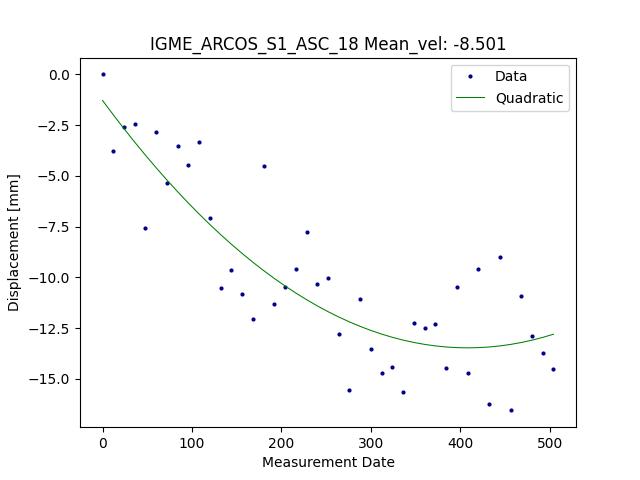 IGME_ARCOS_S1_ASC_18 Mean_vel: -8.501
Data
Quadratic
Displacement [mm]
0.0
−2.5
−5.0
−7.5
−10.0
−12.5
−15.0
0
100
200
300
400
500
Measurement Date